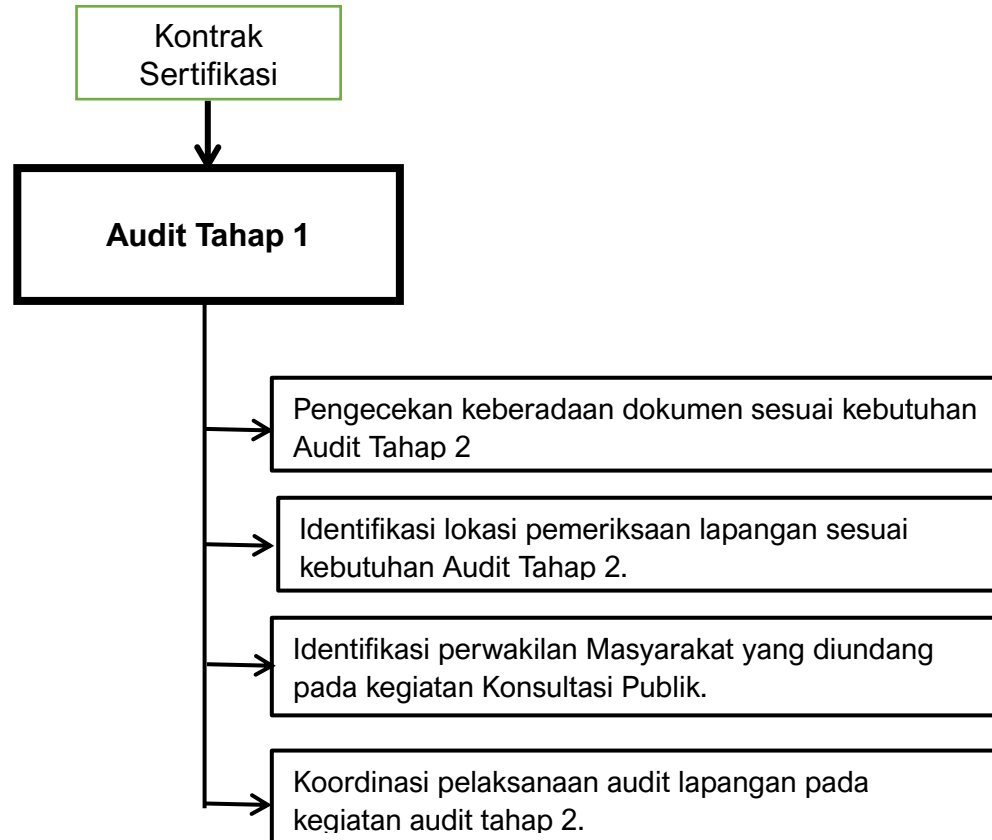 Kontrak
Sertifikasi
Audit Tahap 1
Pengecekan keberadaan dokumen sesuai kebutuhan
Audit Tahap 2
Identifikasi lokasi pemeriksaan lapangan sesuai
kebutuhan Audit Tahap 2.
Identifikasi perwakilan Masyarakat yang diundang
pada kegiatan Konsultasi Publik.
Koordinasi pelaksanaan audit lapangan pada
kegiatan audit tahap 2.